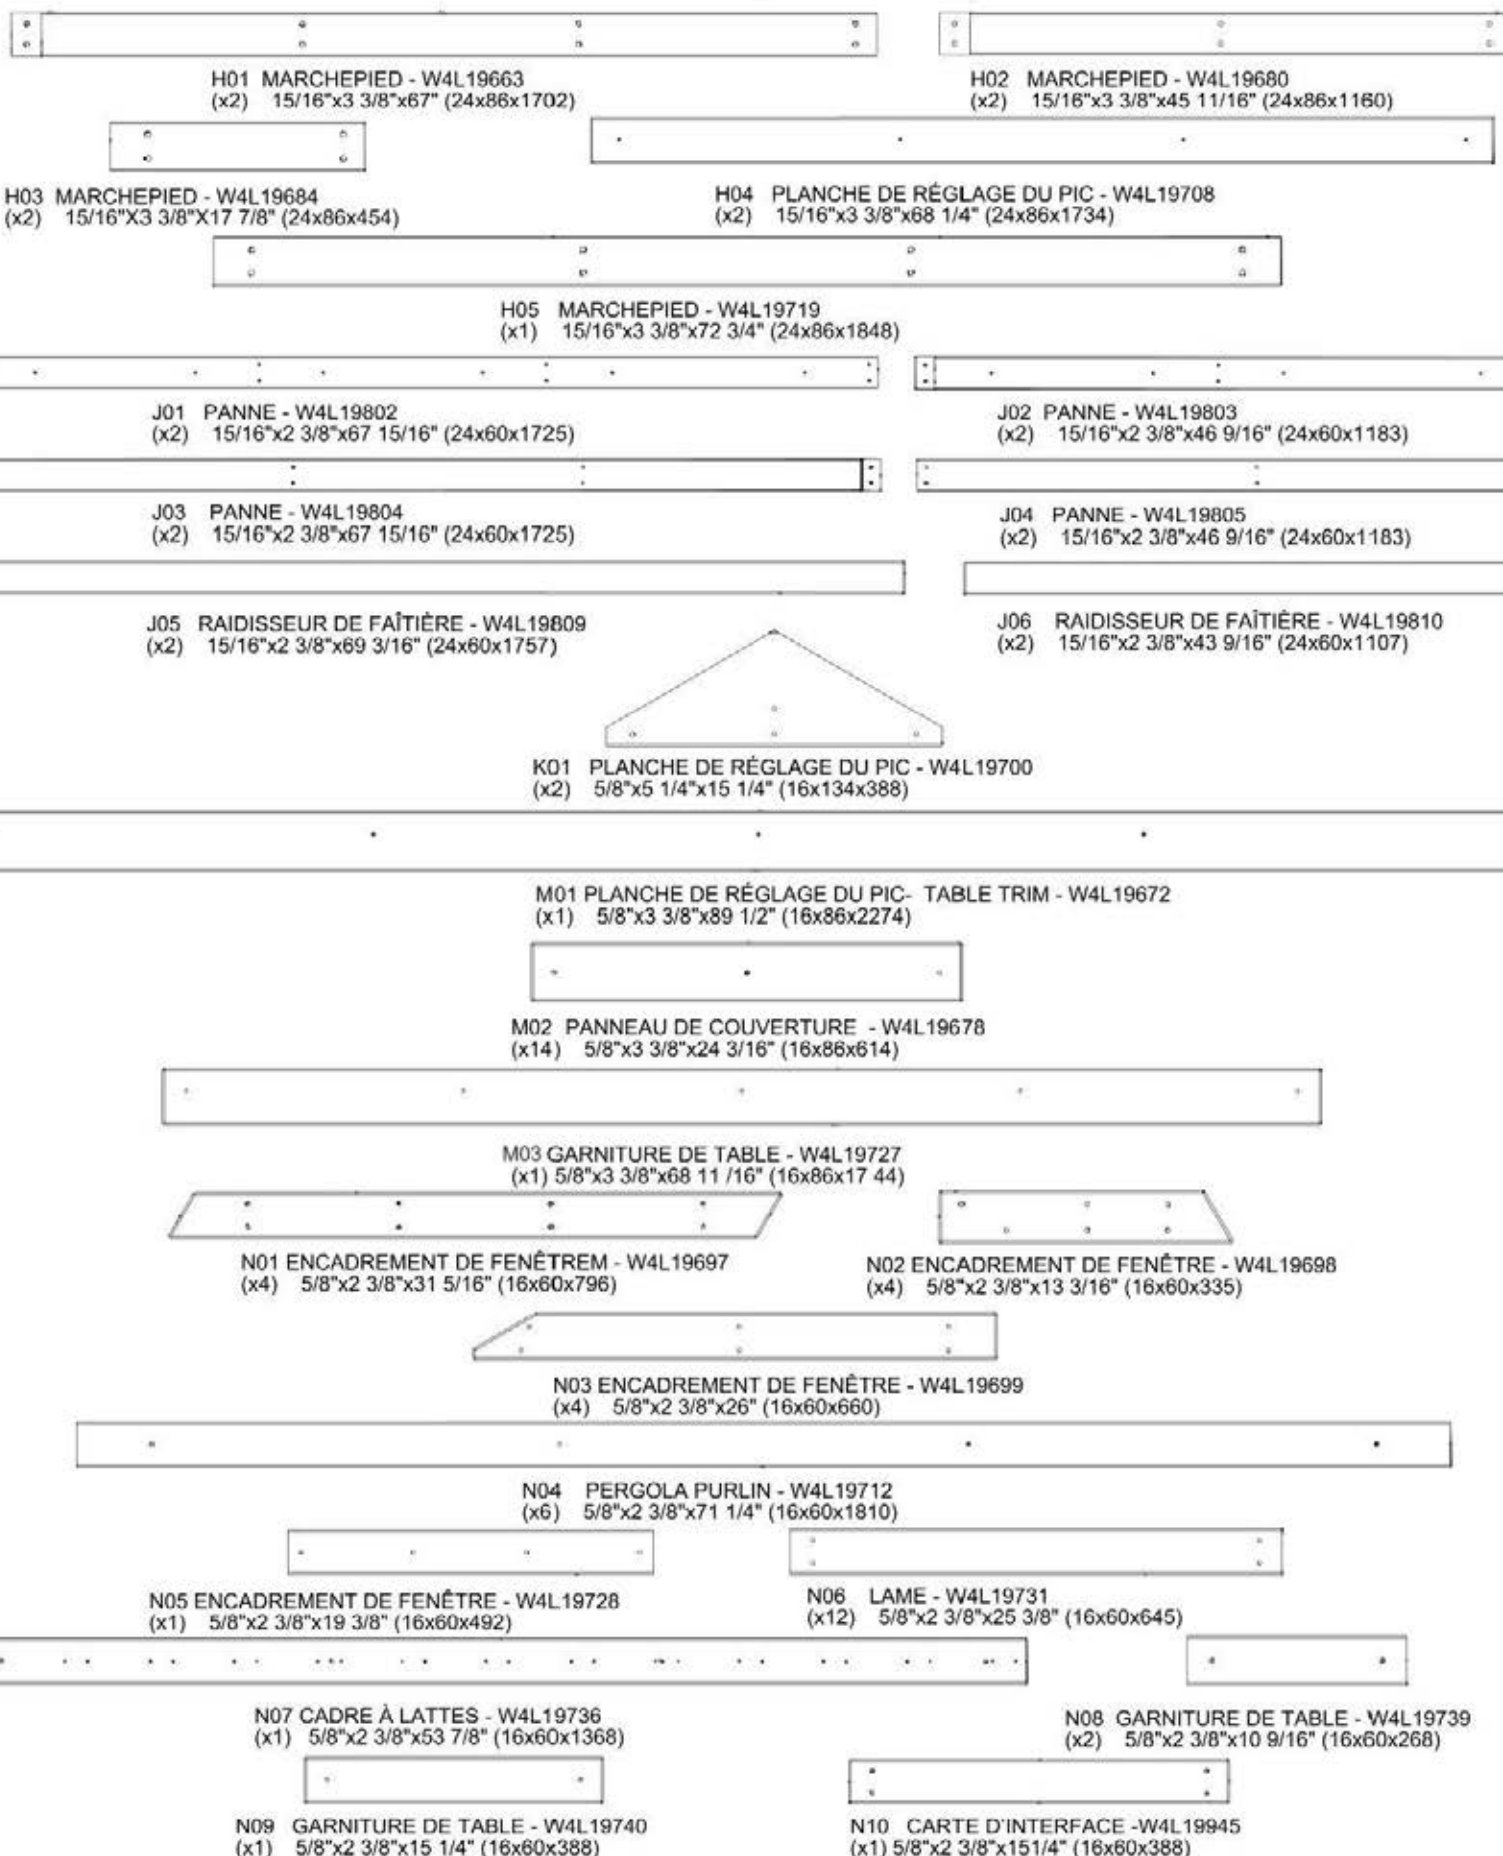 H01 MARCHEPIED - W4L19663
(x2) 15/16"x3 3/8"x67" (24x86x1702)
H02 MARCHEPIED - W4L19680
(x2) 15/16"x3 3/8"x45 11/16" (24x86x1160)
H03 MARCHEPIED - W4L19684
(x2) 15/16"X3 3/8"X17 7/8" (24x86x454)
H04 PLANCHE DE RÉGLAGE DU PIC - W4L19708
(x2) 15/16"x3 3/8"x68 1/4" (24x86x1734)
H05 MARCHEPIED - W4L19719
(x1) 15/16"x3 3/8"x72 3/4" (24x86x1848)
J01 PANNE - W4L19802
(x2) 15/16"x2 3/8"x67 15/16" (24x60x1725)
J02 PANNE - W4L19803
(x2) 15/16"x2 3/8"x46 9/16" (24x60x1183)
J03 PANNE - W4L19804
(x2) 15/16"x2 3/8"x67 15/16" (24x60x1725)
J04 PANNE - W4L19805
(x2) 15/16"x2 3/8"x46 9/16" (24x60x1183)
J05 RAIDISSEUR DE FAÎTIÈRE - W4L19809
(x2) 15/16"x2 3/8"x69 3/16" (24x60x1757)
J06 RAIDISSEUR DE FAÎTIÈRE - W4L19810
(x2) 15/16"x2 3/8"x43 9/16" (24x60x1107)
K01 PLANCHE DE RÉGLAGE DU PIC - W4L19700
(x2) 5/8"x5 1/4"x15 1/4" (16x134x388)
M01 PLANCHE DE RÉGLAGE DU PIC- TABLE TRIM - W4L19672
(x1) 5/8"x3 3/8"x89 1/2" (16x86x2274)
M02 PANNEAU DE COUVERTURE - W4L19678
(x14) 5/8"x3 3/8"x24 3/16" (16x86x614)
M03 GARNITURE DE TABLE - W4L19727
(x1) 5/8"x3 3/8"x68 11 /16" (16x86x17 44)
N01 ENCADREMENT DE FENÊTREM - W4L19697
(x4) 5/8"x2 3/8"x31 5/16" (16x60x796)
N02 ENCADREMENT DE FENÊTRE - W4L19698
(x4) 5/8"x2 3/8"x13 3/16" (16x60x335)
N03 ENCADREMENT DE FENÊTRE - W4L19699
(x4) 5/8"x2 3/8"x26" (16x60x660)
N04 PERGOLA PURLIN - W4L19712
(x6) 5/8"x2 3/8"x71 1/4" (16x60x1810)
N05 ENCADREMENT DE FENÊTRE - W4L19728
(x1) 5/8"x2 3/8"x19 3/8" (16x60x492)
N06 LAME - W4L19731
(x12) 5/8"x2 3/8"x25 3/8" (16x60x645)
N07 CADRE À LATTES - W4L19736
(x1) 5/8"x2 3/8"x53 7/8" (16x60x1368)
N08 GARNITURE DE TABLE - W4L19739
(x2) 5/8"x2 3/8"x10 9/16" (16x60x268)
N09 GARNITURE DE TABLE - W4L19740
(x1) 5/8"x2 3/8"x15 1/4" (16x60x388)
N10 CARTE D'INTERFACE -W4L19945
(x1) 5/8"x2 3/8"x151/4" (16x60x388)